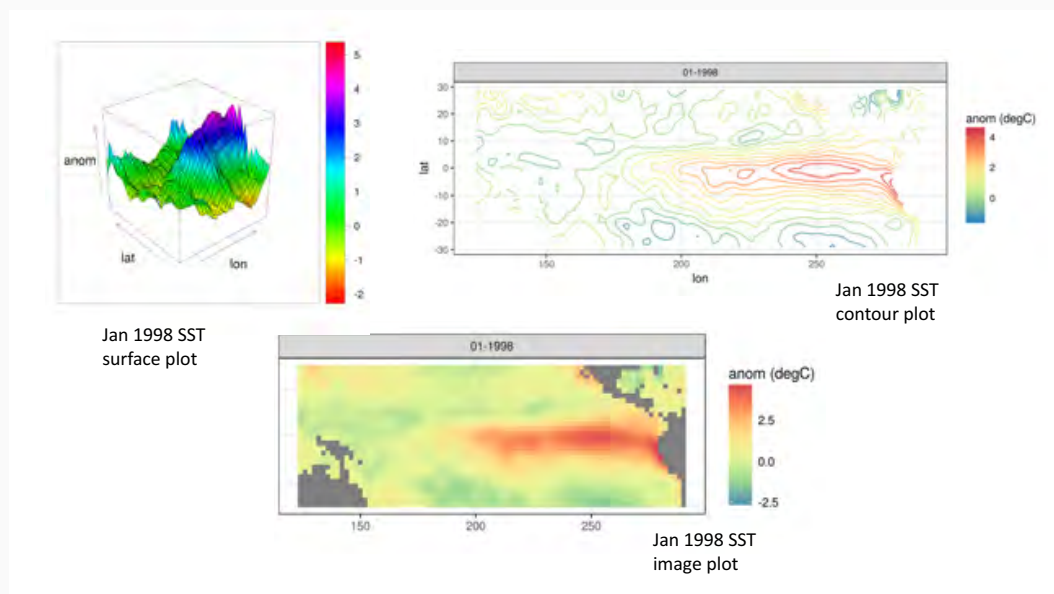 5
4
3
2
1
0
-1
-2
anom
lat
lon
Jan 1998 SST
surface plot
01-1998
30
20
10
0
-10
-20
-30
lat
150
200
250
lon
anom (degC)
4
2
0
Jan 1998 SST
contour plot
01-1998
150
200
250
anom (degC)
2.5
0.0
-2.5
Jan 1998 SST
image plot